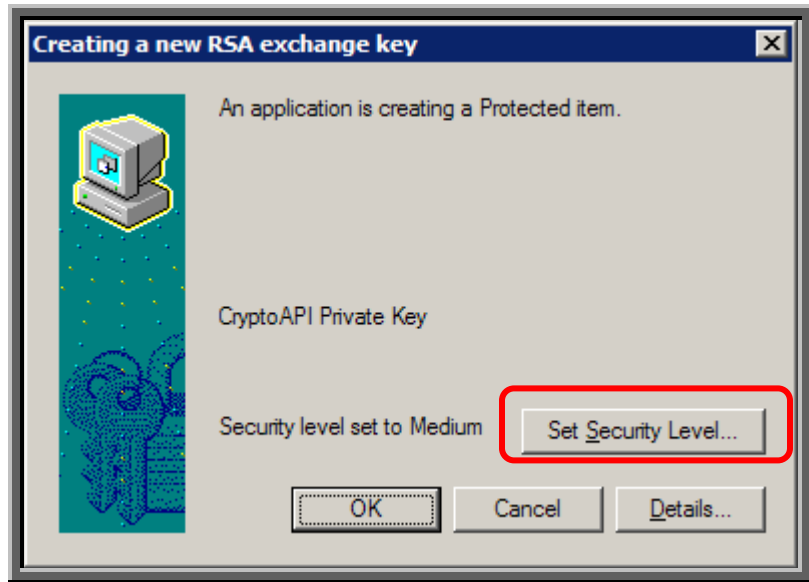 Creating a new RSA exchange key
An application is creating a Protected item.
CryptoAPI Private Key
Security level set to Medium
Set Security Level...
OK
Cancel
Details...